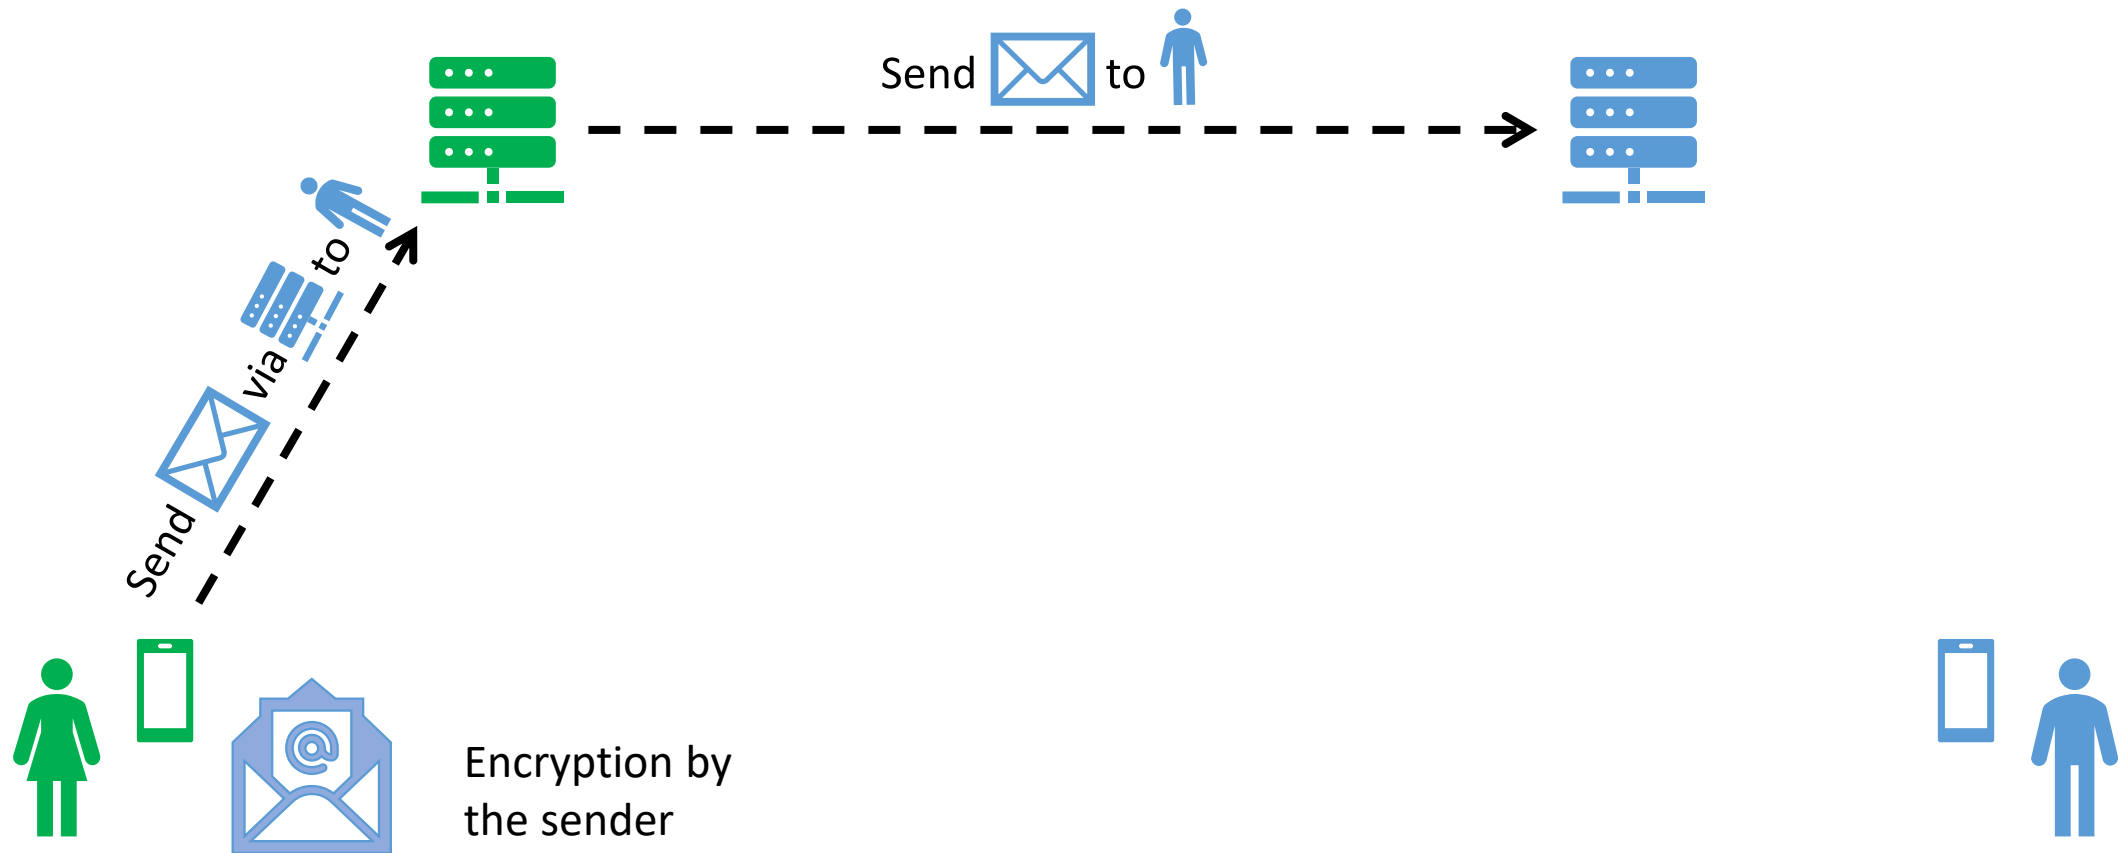 Send to
Send via to
Encryption by
the sender